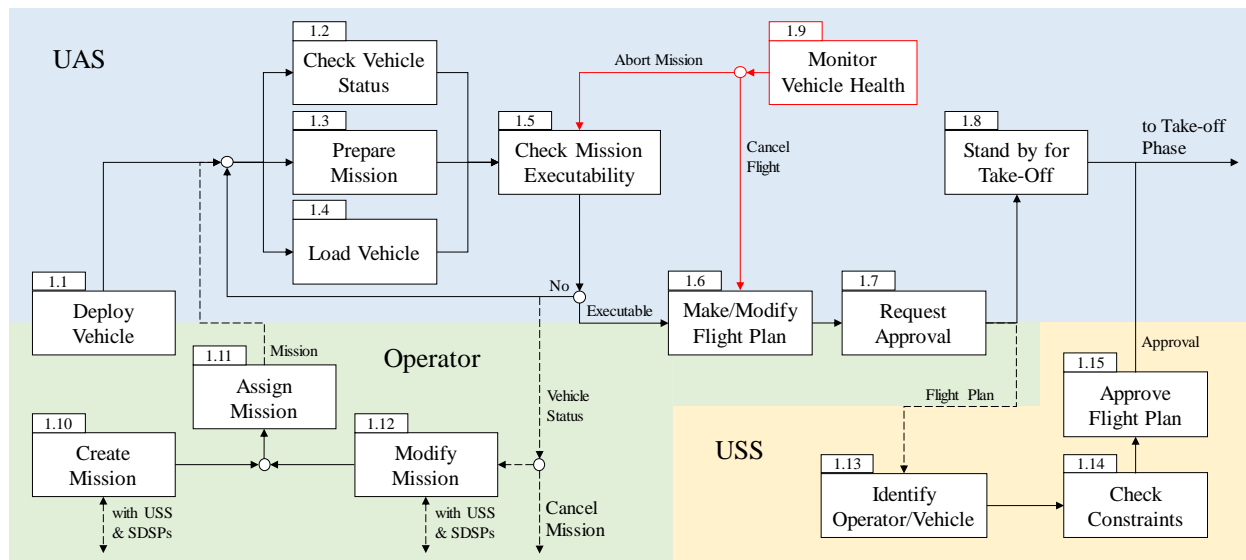 UAS
1.2
Check Vehicle
Status
1.9
Monitor
Vehicle Health
Abort Mission
1.3
Prepare
Mission
1.5
Check Mission
Executability
Cancel
Flight
1.8
Stand by for
Take-Off
to Take-off
Phase
1.4
Load Vehicle
1.1
Deploy
Vehicle
No
Executable
1.6
Make/Modify
Flight Plan
1.7
Request
Approval
Operator
1.11
Assign
Mission
Mission
Vehicle
Status
Flight Plan
Approval
1.15
Approve
Flight Plan
USS
1.10
Create
Mission
1.12
Modify
Mission
1.13
Identify
Operator/Vehicle
1.14
Check
Constraints
with USS
& SDSPs
with USS
& SDSPs
Cancel
Mission